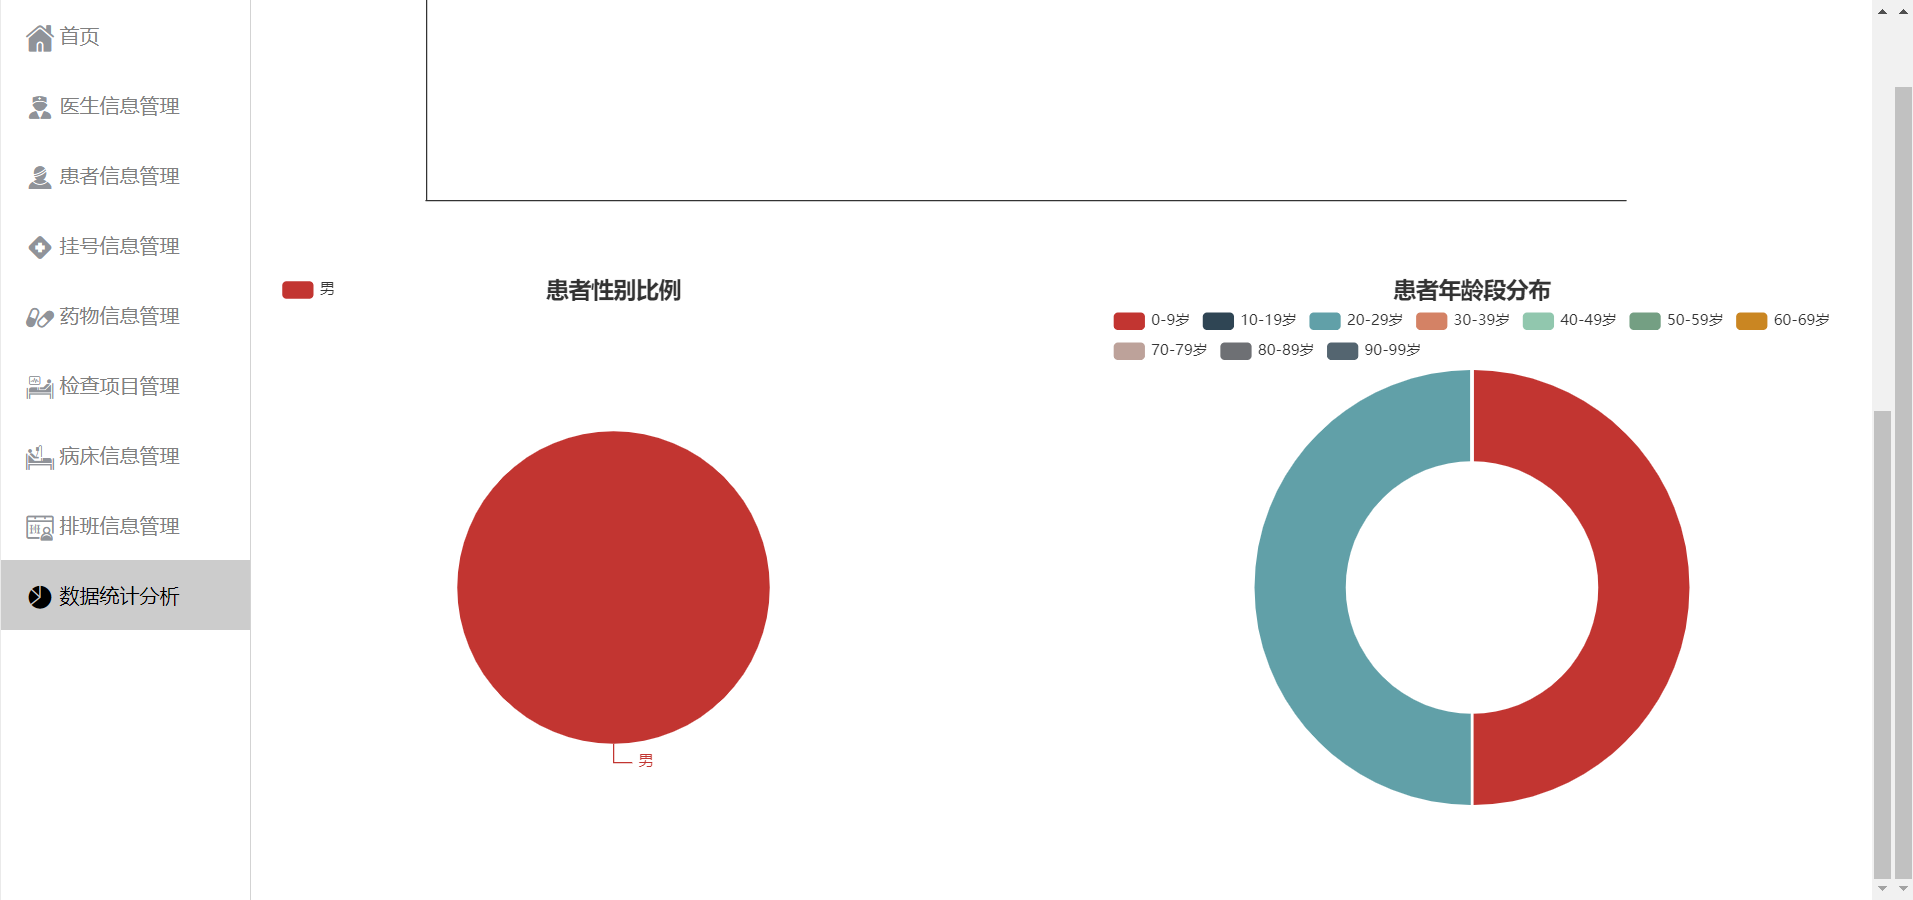 首页
医生信息管理
患者信息管理
挂号信息管理
药物信息管理
检查项目管理
病床信息管理
排班信息管理
数据统计分析
男
患者性别比例
男
患者年龄段分布
0-9岁 10-19岁 20-29岁 30-39岁 40-49岁 50-59岁 60-69岁
70-79岁 80-89岁 90-99岁